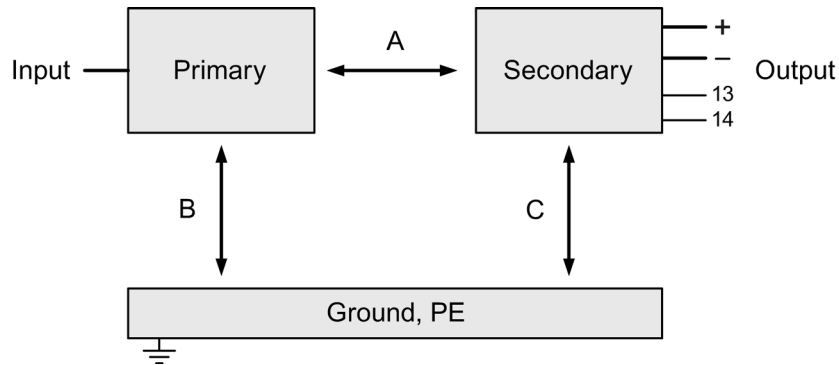 Input
Primary
A
Secondary
+
–
13
14
Output
B
C
Ground, PE